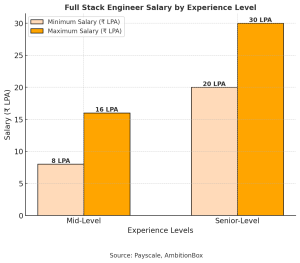 Full Stack Engineer Salary by Experience Level
Minimum Salary (₹ LPA)
Maximum Salary (₹ LPA)
30 LPA
20 LPA
16 LPA
8 LPA
30
25
20
15
10
5
0
Salary (₹ LPA)
Mid-Level
Senior-Level
Experience Levels
Source: Payscale, AmbitionBox